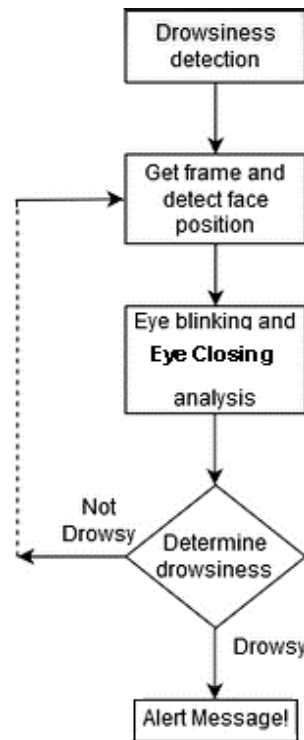 Drowsiness
detection
Get frame and
detect face
position
Eye blinking and
Eye Closing
analysis
Not
Drowsy
Determine
drowsiness
Drowsy
Alert Message!